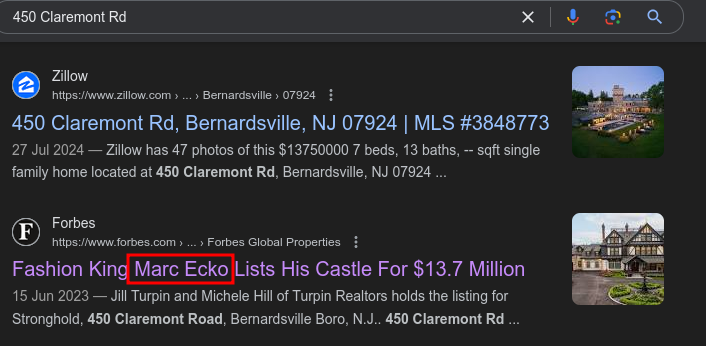 450 Claremont Rd
Zillow
https://www.zillow.com › ... › Bernardsville › 07924
450 Claremont Rd, Bernardsville, NJ 07924 | MLS #3848773
27 Jul 2024 — Zillow has 47 photos of this $13750000 7 beds, 13 baths, -- sqft single
family home located at 450 Claremont Rd, Bernardsville, NJ 07924 ...
Forbes
https://www.forbes.com › ... › Forbes Global Properties
Fashion King Marc Ecko Lists His Castle For $13.7 Million
15 Jun 2023 — Jill Turpin and Michele Hill of Turpin Realtors holds the listing for
Stronghold, 450 Claremont Road, Bernardsville Boro, N.J.. 450 Claremont Rd ...